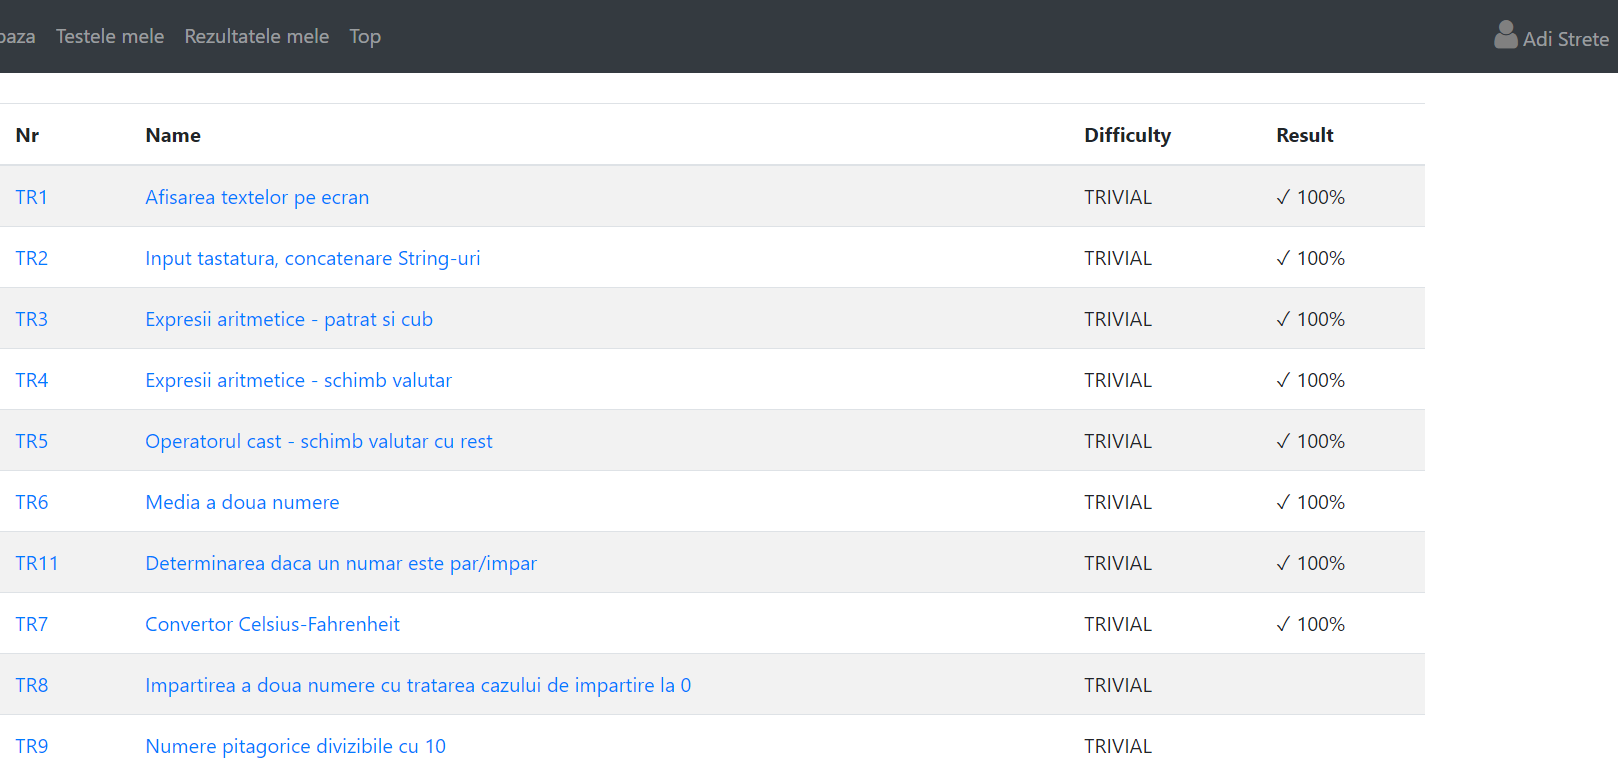 Testele mele Rezultatele mele Top Adi Strete
Nr Name Difficulty Result
TR1 Afisarea textelor pe ecran TRIVIAL ✓ 100%
TR2 Input tastatura, concatenare String-uri TRIVIAL ✓ 100%
TR3 Expresii aritmetice - patrat si cub TRIVIAL ✓ 100%
TR4 Expresii aritmetice - schimb valutar TRIVIAL ✓ 100%
TR5 Operatorul cast - schimb valutar cu rest TRIVIAL ✓ 100%
TR6 Media a doua numere TRIVIAL ✓ 100%
TR11 Determinarea daca un numar este par/impar TRIVIAL ✓ 100%
TR7 Convertor Celsius-Fahrenheit TRIVIAL ✓ 100%
TR8 Impartirea a doua numere cu tratarea cazului de impartire la 0 TRIVIAL
TR9 Numere pitagorice divizibile cu 10 TRIVIAL